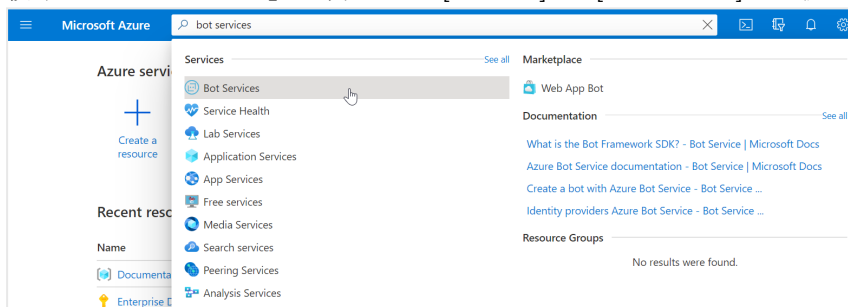 Microsoft Azure
bot services
Azure servi
Create a
resource
Recent reso
Name
Documenta
Enterprise D
Services
See all
Bot Services
Service Health
Lab Services
Application Services
App Services
Free services
Media Services
Search services
Peering Services
Analysis Services
Marketplace
Web App Bot
Documentation
See all
What is the Bot Framework SDK? - Bot Service | Microsoft Docs
Azure Bot Service documentation - Bot Service | Microsoft Docs
Create a bot with Azure Bot Service - Bot Service ...
Identity providers Azure Bot Service - Bot Service ...
Resource Groups
No results were found.